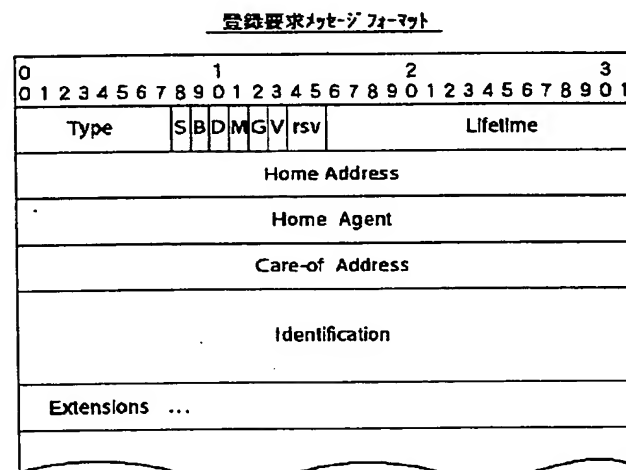 登録要求メッセージ フォーマット
0 1 2 3
0 1 2 3 4 5 6 7 8 9 0 1 2 3 4 5 6 7 8 9 0 1 2 3 4 5 6 7 8 9 0 1
Type S B D M G V rsv Lifetime
Home Address
Home Agent
Care-of Address
Identification
Extensions ...